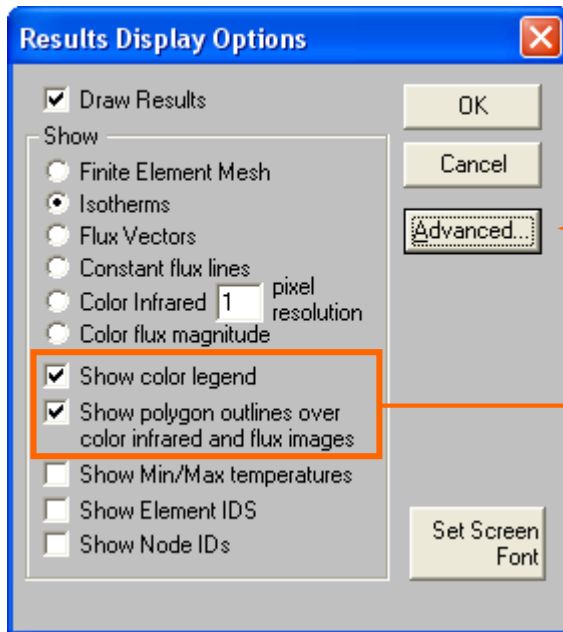 Results Display Options
Draw Results
OK
Show
Cancel
Finite Element Mesh
Isotherms
Advanced...
Flux Vectors
Constant flux lines
Color Infrared 1 pixel
resolution
Color flux magnitude
Show color legend
Show polygon outlines over
color infrared and flux images
Show Min/Max temperatures
Show Element IDS
Show Node IDs
Set Screen
Font